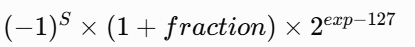 (−1)^S × (1 + fraction) × 2^{exp−127}